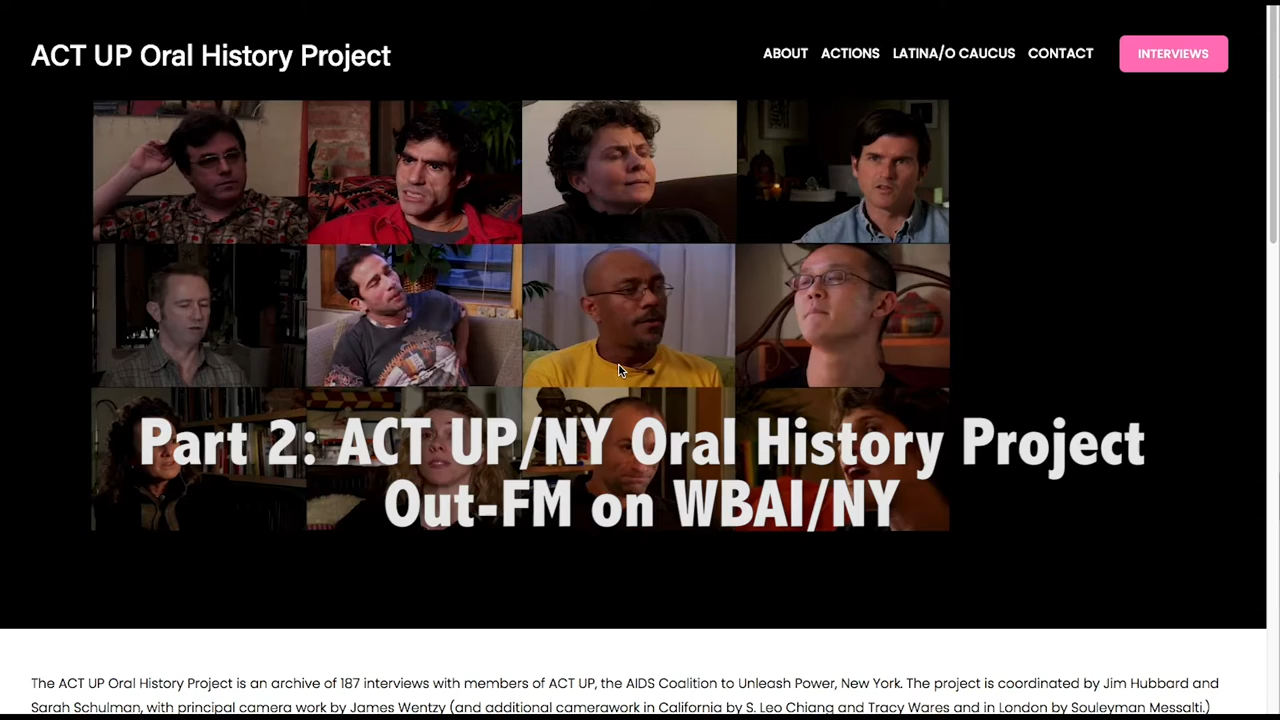 ACT UP Oral History Project
ABOUT ACTIONS LATINA/O CAUCUS CONTACT INTERVIEWS
Part 2: ACT UP/NY Oral History Project
Out-FM on WBAI/NY
The ACT UP Oral History Project is an archive of 187 interviews with members of ACT UP, the AIDS Coalition to Unleash Power, New York. The project is coordinated by Jim Hubbard and
Sarah Schulman, with principal camera work by James Wentzy (and additional camerawork in California by S. Leo Chiang and Tracy Wares and in London by Souleyman Messalti.)